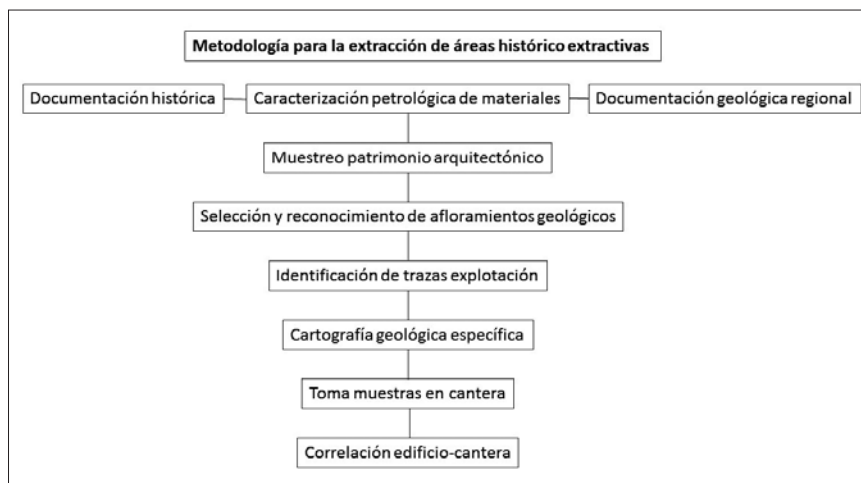 Metodología para la extracción de áreas histórico extractivas
Documentación histórica
Caracterización petrológica de materiales
Documentación geológica regional
Muestreo patrimonio arquitectónico
Selección y reconocimiento de afloramientos geológicos
Identificación de trazas explotación
Cartografía geológica específica
Toma muestras en cantera
Correlación edificio-cantera